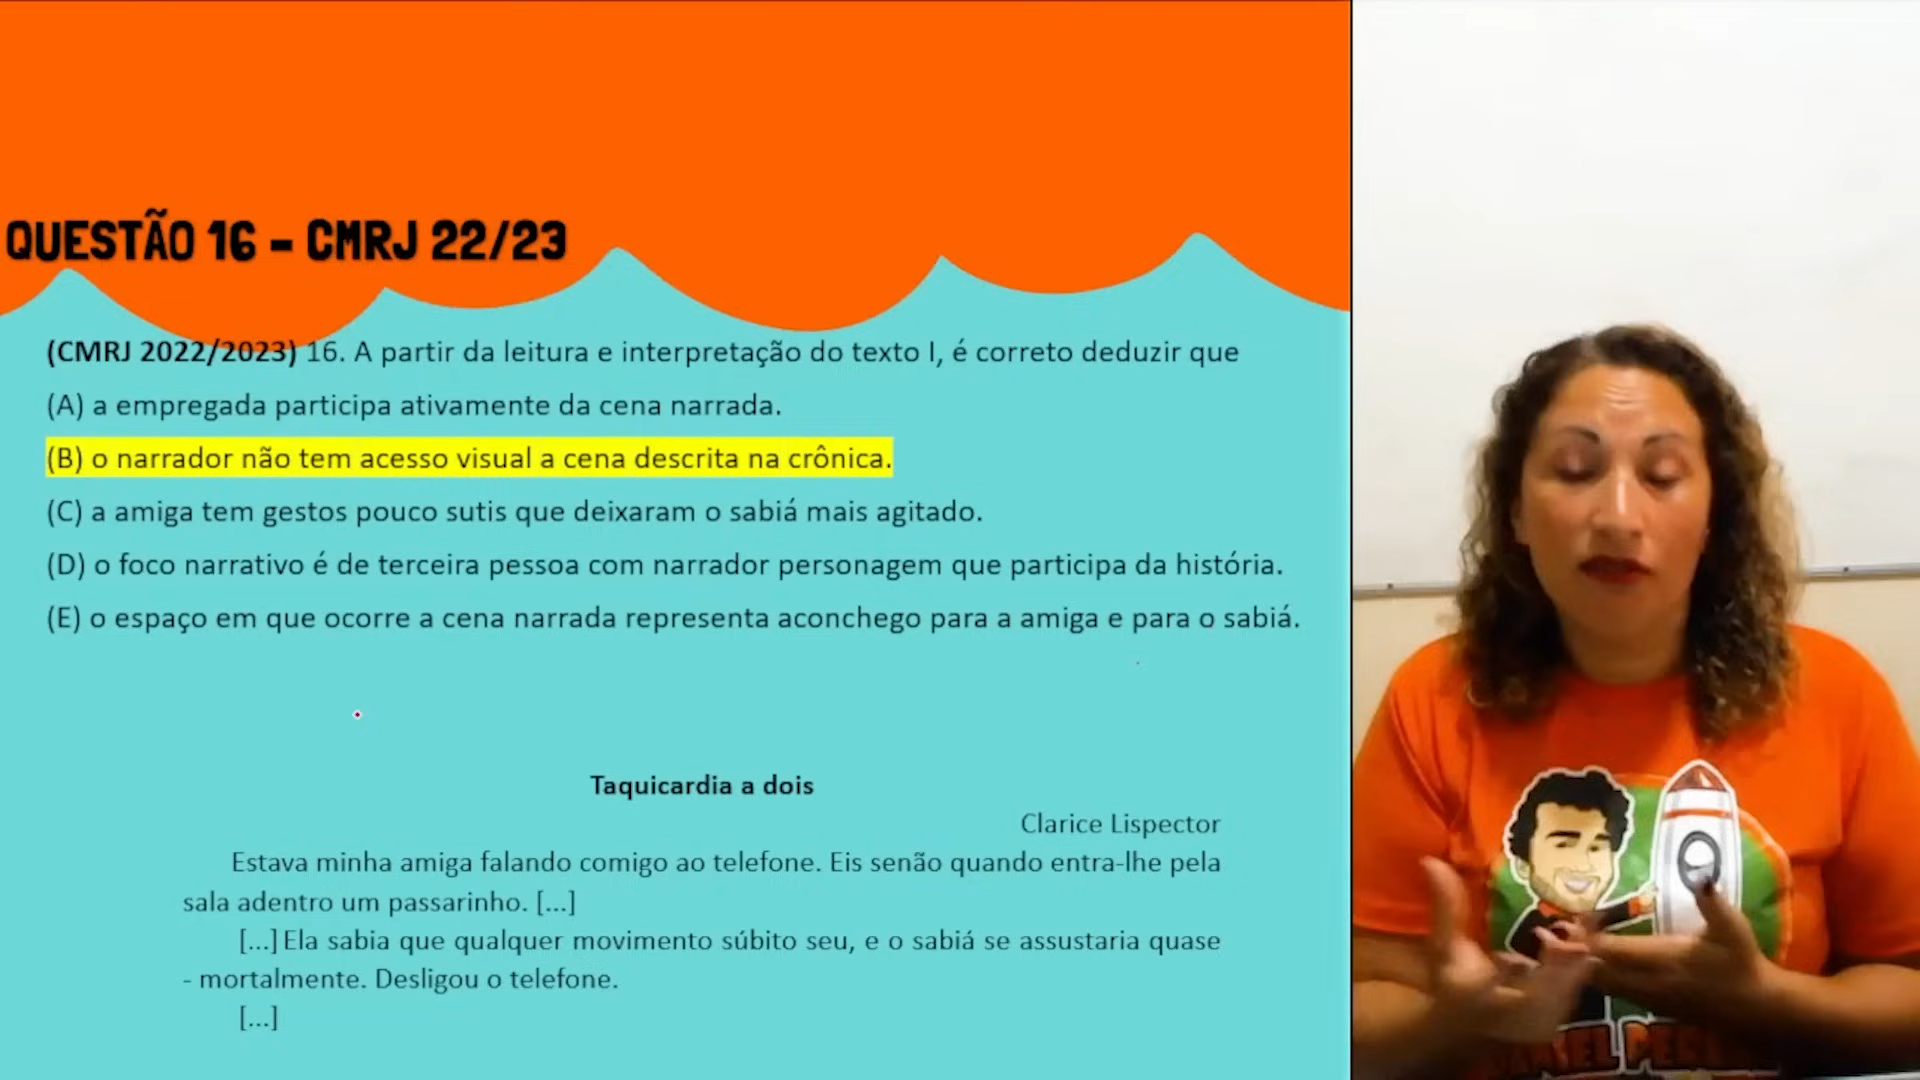 QUESTÃO 16 - CMRJ 22/23
(CMRJ 2022/2023) 16. A partir da leitura e interpretação do texto I, é correto deduzir que
(A) a empregada participa ativamente da cena narrada.
(B) o narrador não tem acesso visual a cena descrita na crônica.
(C) a amiga tem gestos pouco sutis que deixaram o sabiá mais agitado.
(D) o foco narrativo é de terceira pessoa com narrador personagem que participa da história.
(E) o espaço em que ocorre a cena narrada representa aconchego para a amiga e para o sabiá.
Taquicardia a dois
Clarice Lispector
Estava minha amiga falando comigo ao telefone. Eis senão quando entra-lhe pela
sala adentro um passarinho. [...]
[...] Ela sabia que qualquer movimento súbito seu, e o sabiá se assustaria quase
- mortalmente. Desligou o telefone.
[...]